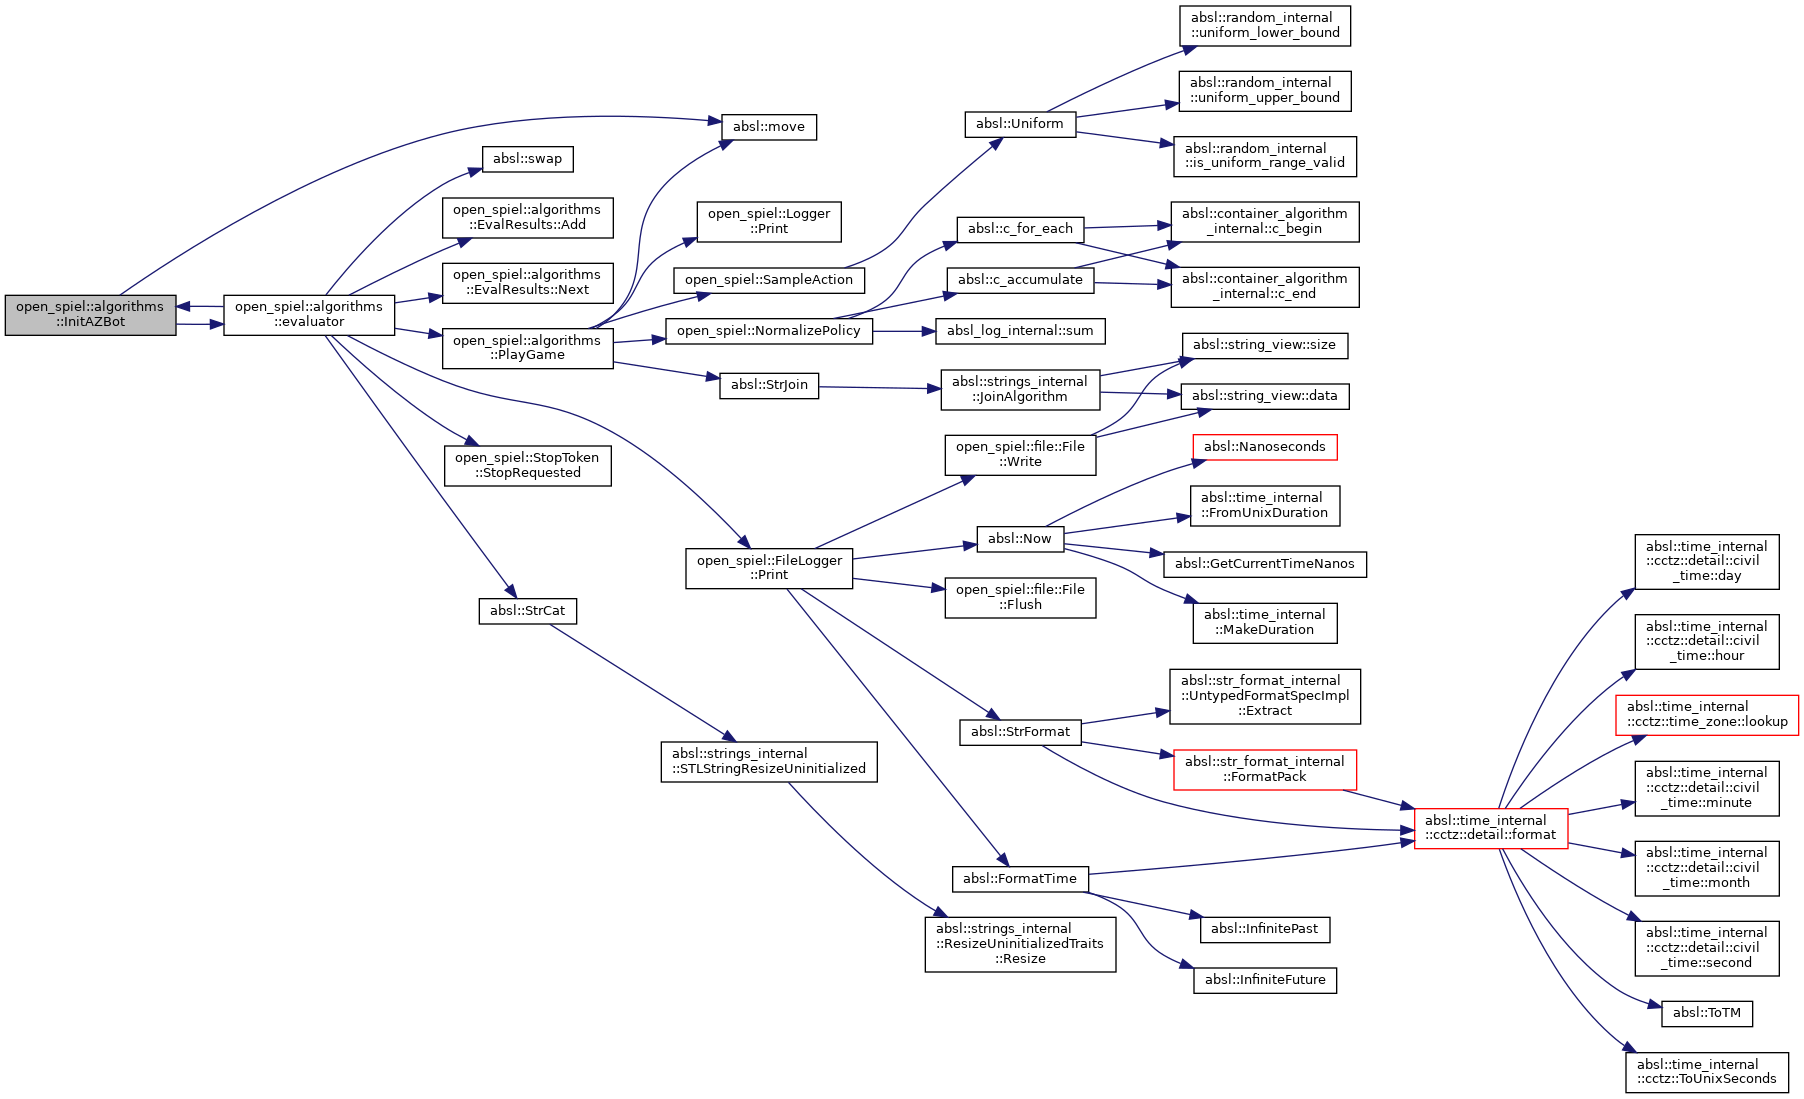 open_spiel::algorithms
::InitAZBot
open_spiel::algorithms
::evaluator
absl::move
absl::swap
open_spiel::algorithms
::EvalResults::Add
open_spiel::algorithms
::EvalResults::Next
open_spiel::algorithms
::PlayGame
open_spiel::StopToken
::StopRequested
absl::StrCat
open_spiel::Logger
::Print
open_spiel::SampleAction
open_spiel::NormalizePolicy
absl::StrJoin
open_spiel::FileLogger
::Print
absl::strings_internal
::STLStringResizeUninitialized
absl::Uniform
absl::c_for_each
absl::c_accumulate
absl_log_internal::sum
absl::strings_internal
::JoinAlgorithm
open_spiel::file::File
::Write
absl::Now
open_spiel::file::File
::Flush
absl::StrFormat
absl::FormatTime
absl::strings_internal
::ResizeUninitializedTraits
::Resize
absl::random_internal
::uniform_lower_bound
absl::random_internal
::uniform_upper_bound
absl::random_internal
::is_uniform_range_valid
absl::container_algorithm
_internal::c_begin
absl::container_algorithm
_internal::c_end
absl::string_view::size
absl::string_view::data
absl::Nanoseconds
absl::time_internal
::FromUnixDuration
absl::GetCurrentTimeNanos
absl::time_internal
::MakeDuration
absl::str_format_internal
::UntypedFormatSpecImpl
::Extract
absl::str_format_internal
::FormatPack
absl::time_internal
::cctz::detail::format
absl::InfinitePast
absl::InfiniteFuture
absl::time_internal
::cctz::detail::civil
_time::day
absl::time_internal
::cctz::detail::civil
_time::hour
absl::time_internal
::cctz::time_zone::lookup
absl::time_internal
::cctz::detail::civil
_time::minute
absl::time_internal
::cctz::detail::civil
_time::month
absl::time_internal
::cctz::detail::civil
_time::second
absl::ToTM
absl::time_internal
::cctz::ToUnixSeconds